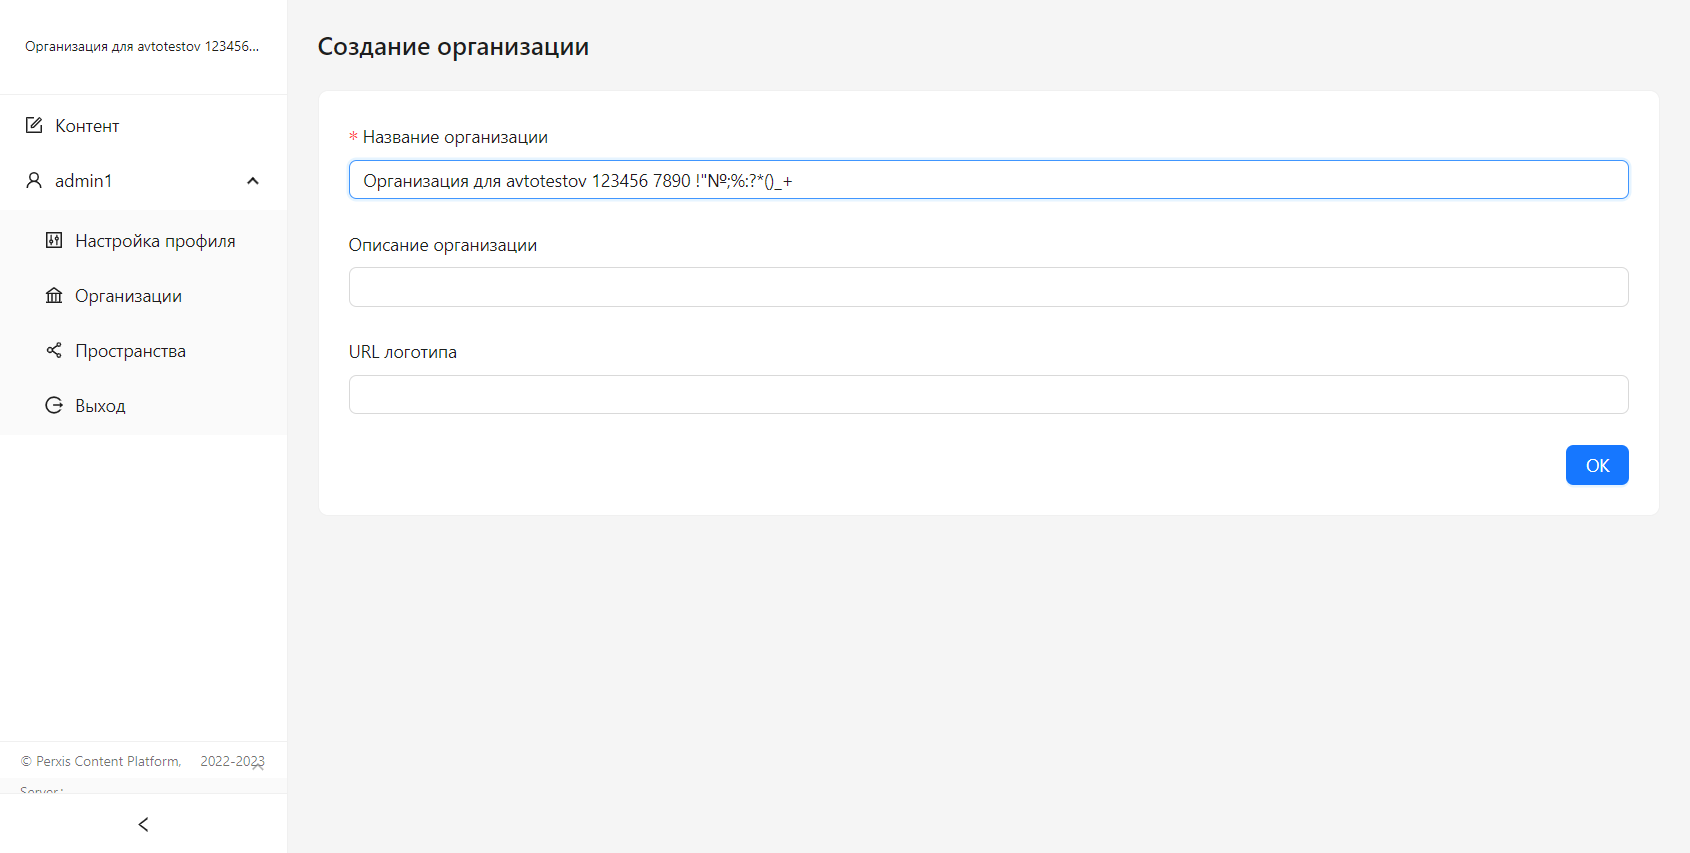 Организация для avtotestov 123456...
Контент
admin1
Настройка профиля
Организации
Пространства
Выход
© Perxis Content Platform, 2022-2023
Server:
Создание организации
* Название организации
Организация для avtotestov 123456 7890 !"№;%:?*()_+
Описание организации
URL логотипа
OK